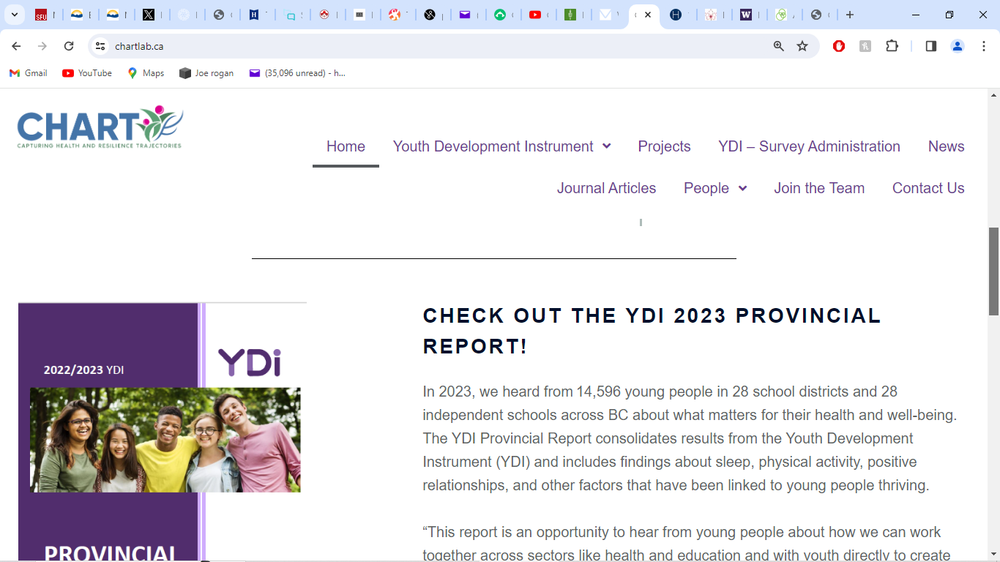 SFU
chartlab.ca
Gmail
YouTube
Maps
Joe rogan
(35,096 unread) - h...
CHART
CAPTURING HEALTH AND RESILIENCE TRAJECTORIES
Home
Youth Development Instrument
Projects
YDI – Survey Administration
News
Journal Articles
People
Join the Team
Contact Us
2022/2023 YDI
YDi
PROVINCIAL
CHECK OUT THE YDI 2023 PROVINCIAL
REPORT!
In 2023, we heard from 14,596 young people in 28 school districts and 28
independent schools across BC about what matters for their health and well-being.
The YDI Provincial Report consolidates results from the Youth Development
Instrument (YDI) and includes findings about sleep, physical activity, positive
relationships, and other factors that have been linked to young people thriving.
“This report is an opportunity to hear from young people about how we can work
together across sectors like health and education and with youth directly to create